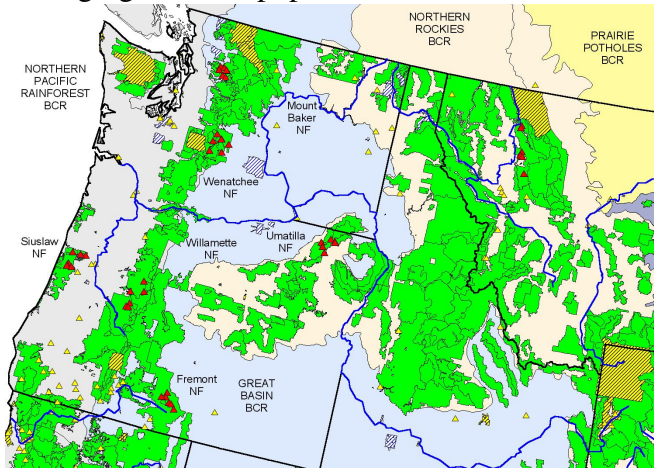 NORTHERN
ROCKIES
BCR
PRAIRIE
POTHOLES
BCR
NORTHERN
PACIFIC
RAINFOREST
BCR
Mount
Baker
NF
Wenatchee
NF
Siuslaw
NF
Willamette
NF
Umatilla
NF
Fremont
NF
GREAT
BASIN
BCR